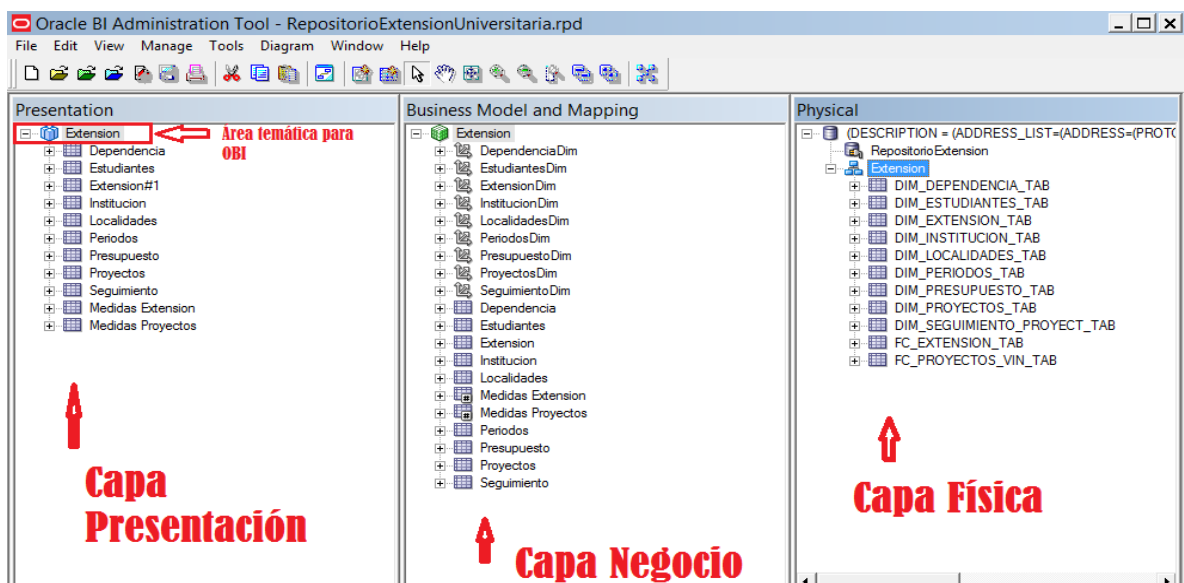 Oracle BI Administration Tool - RepositorioExtensionUniversitaria.rpd
File Edit View Manage Tools Diagram Window Help
Presentation
Extension
Área temática para
OBI
Dependencia
Estudiantes
Extension#1
Institucion
Localidades
Periodos
Presupuesto
Proyectos
Seguimiento
Medidas Extension
Medidas Proyectos
Capa
Presentación
Business Model and Mapping
Extension
DependenciaDim
EstudiantesDim
ExtensionDim
InstitucionDim
LocalidadesDim
PeriodosDim
PresupuestoDim
ProyectosDim
SeguimientoDim
Dependencia
Estudiantes
Extension
Institucion
Localidades
Medidas Extension
Medidas Proyectos
Periodos
Presupuesto
Proyectos
Seguimiento
Capa Negocio
Physical
(DESCRIPTION = (ADDRESS_LIST=(ADDRESS=(PROTO
RepositorioExtension
Extension
DIM_DEPENDENCIA_TAB
DIM_ESTUDIANTES_TAB
DIM_EXTENSION_TAB
DIM_INSTITUCION_TAB
DIM_LOCALIDADES_TAB
DIM_PERIODOS_TAB
DIM_PRESUPUESTO_TAB
DIM_PROYECTOS_TAB
DIM_SEGUIMIENTO_PROYECT_TAB
FC_EXTENSION_TAB
FC_PROYECTOS_VIN_TAB
Capa Física